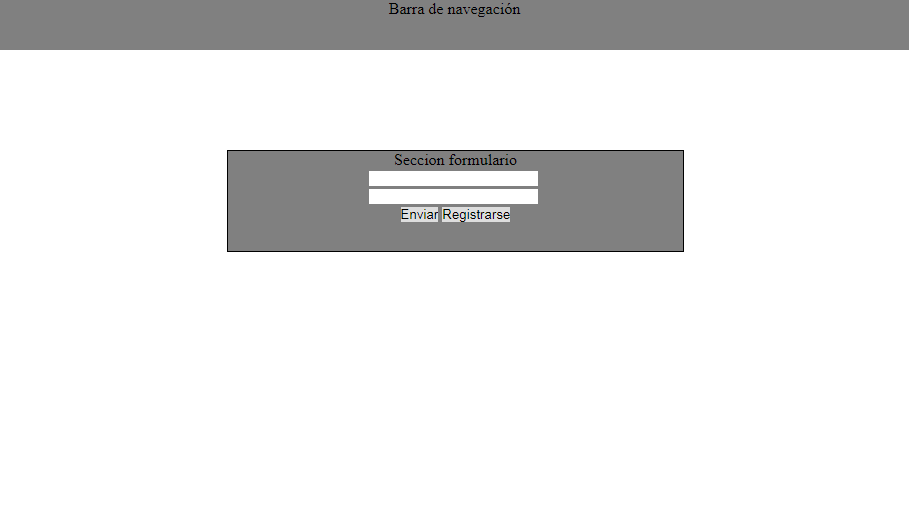 Barra de navegación
Seccion formulario
Enviar Registrarse